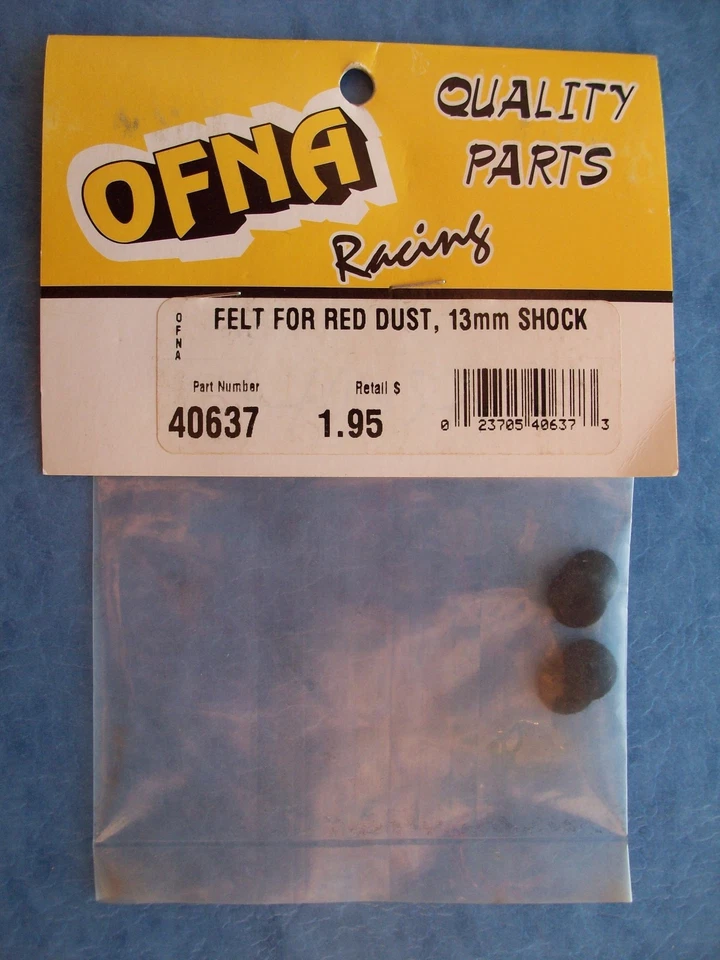 QUALITY
PARTS
OFNA
Racing
OFNA
FELT FOR RED DUST, 13mm SHOCK
Part Number
Retail $
40637
1.95
0 23705 40637 3